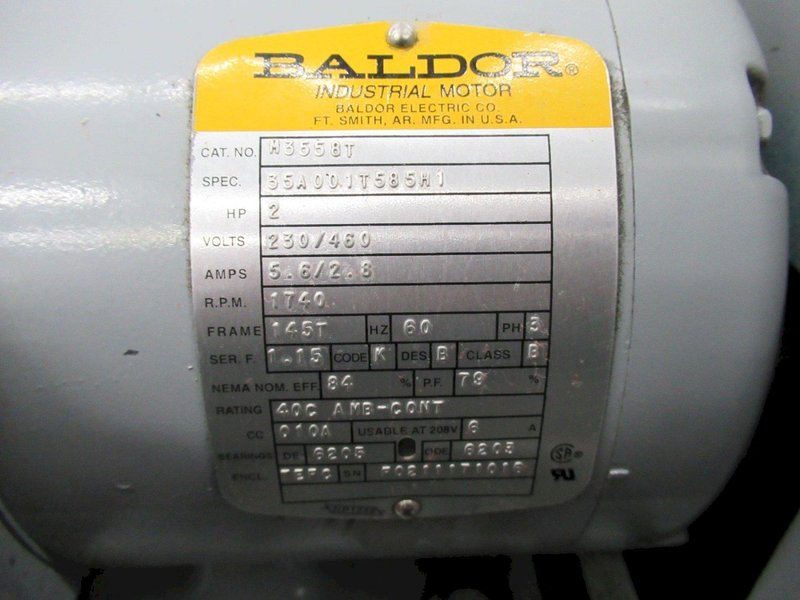 BALDOR®
INDUSTRIAL MOTOR
BALDOR ELECTRIC CO.
FT. SMITH, AR. MFG. IN U.S.A.
CAT. NO. M3558T
SPEC. 35A001T585H1
HP 2
VOLTS 230/460
AMPS 5.6/2.8
R.P.M. 1740
FRAME 145T HZ 60 PH 3
SER. F. 1.15 CODE K DES B CLASS B
NEMA NOM. EFF. 84 % P.F. 79 %
RATING 40C AMB-CONT
CC 010A USABLE AT 208V 6 A
BEARINGS DE 6205 ODE 6203
ENCL. TEFC SN F0211171016